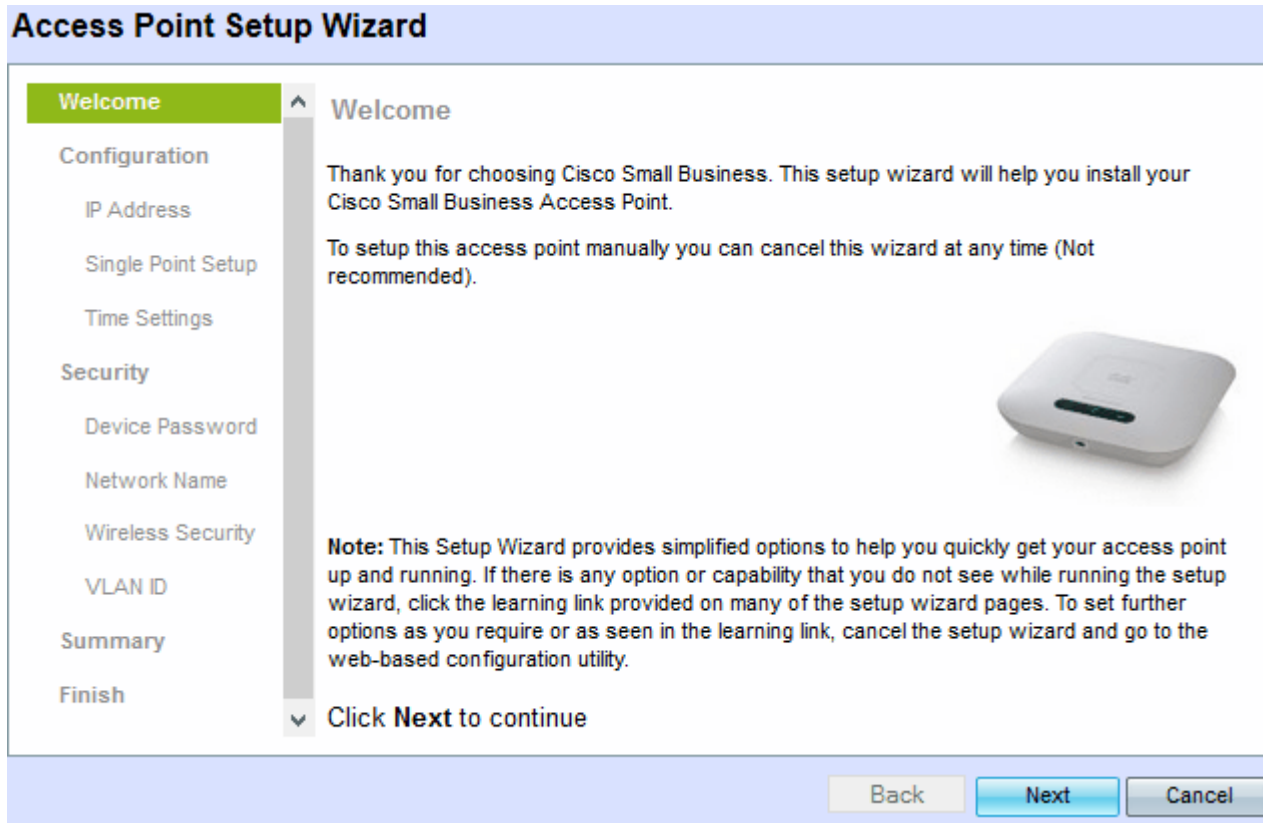 Access Point Setup Wizard
Welcome
Configuration
IP Address
Single Point Setup
Time Settings
Security
Device Password
Network Name
Wireless Security
VLAN ID
Summary
Finish
Welcome
Thank you for choosing Cisco Small Business. This setup wizard will help you install your
Cisco Small Business Access Point.
To setup this access point manually you can cancel this wizard at any time (Not
recommended).
Note: This Setup Wizard provides simplified options to help you quickly get your access point
up and running. If there is any option or capability that you do not see while running the setup
wizard, click the learning link provided on many of the setup wizard pages. To set further
options as you require or as seen in the learning link, cancel the setup wizard and go to the
web-based configuration utility.
Click Next to continue
Back
Next
Cancel